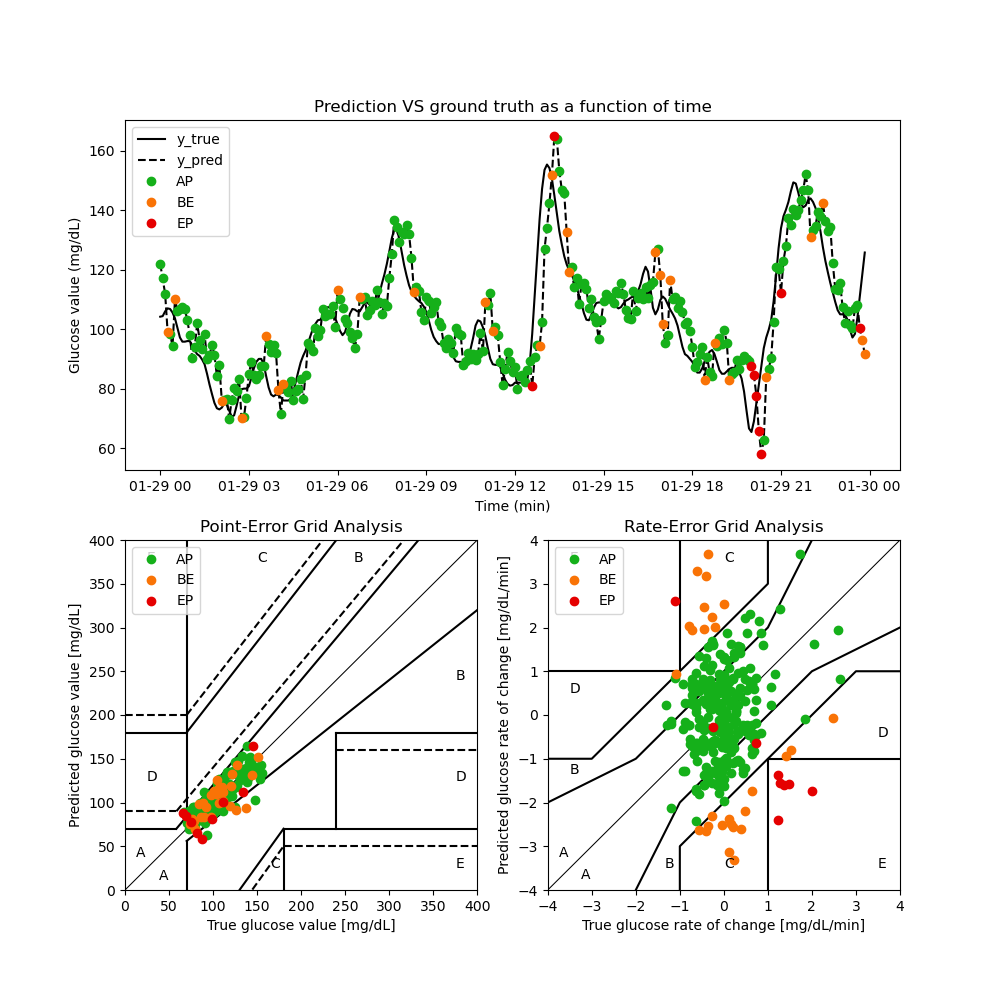 Prediction VS ground truth as a function of time
Glucose value (mg/dL)
160
140
120
100
80
60
y_true
y_pred
AP
BE
EP
01-29 00 01-29 03 01-29 06 01-29 09 01-29 12 01-29 15 01-29 18 01-29 21 01-30 00
Time (min)
Point-Error Grid Analysis
Predicted glucose value [mg/dL]
400
350
300
250
200
150
100
50
0
AP
BE
EP
C
B
B
D
D
A
A
C
E
0 50 100 150 200 250 300 350 400
True glucose value [mg/dL]
Rate-Error Grid Analysis
Predicted glucose rate of change [mg/dL/min]
4
3
2
1
0
−1
−2
−3
−4
AP
BE
EP
C
D
D
B
A
A
B
C
E
−4 −3 −2 −1 0 1 2 3 4
True glucose rate of change [mg/dL/min]